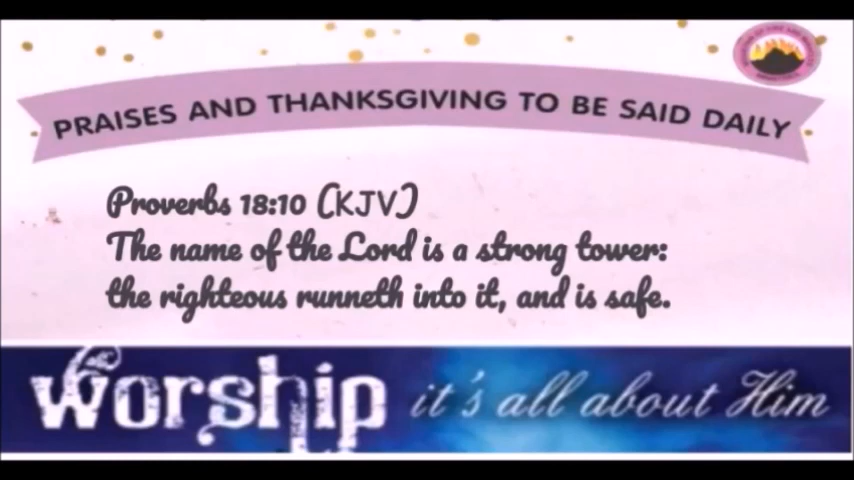 PRAISES AND THANKSGIVING TO BE SAID DAILY
Proverbs 18:10 (KJV)
The name of the Lord is a strong tower:
the righteous runneth into it, and is safe.
worship it's all about Him